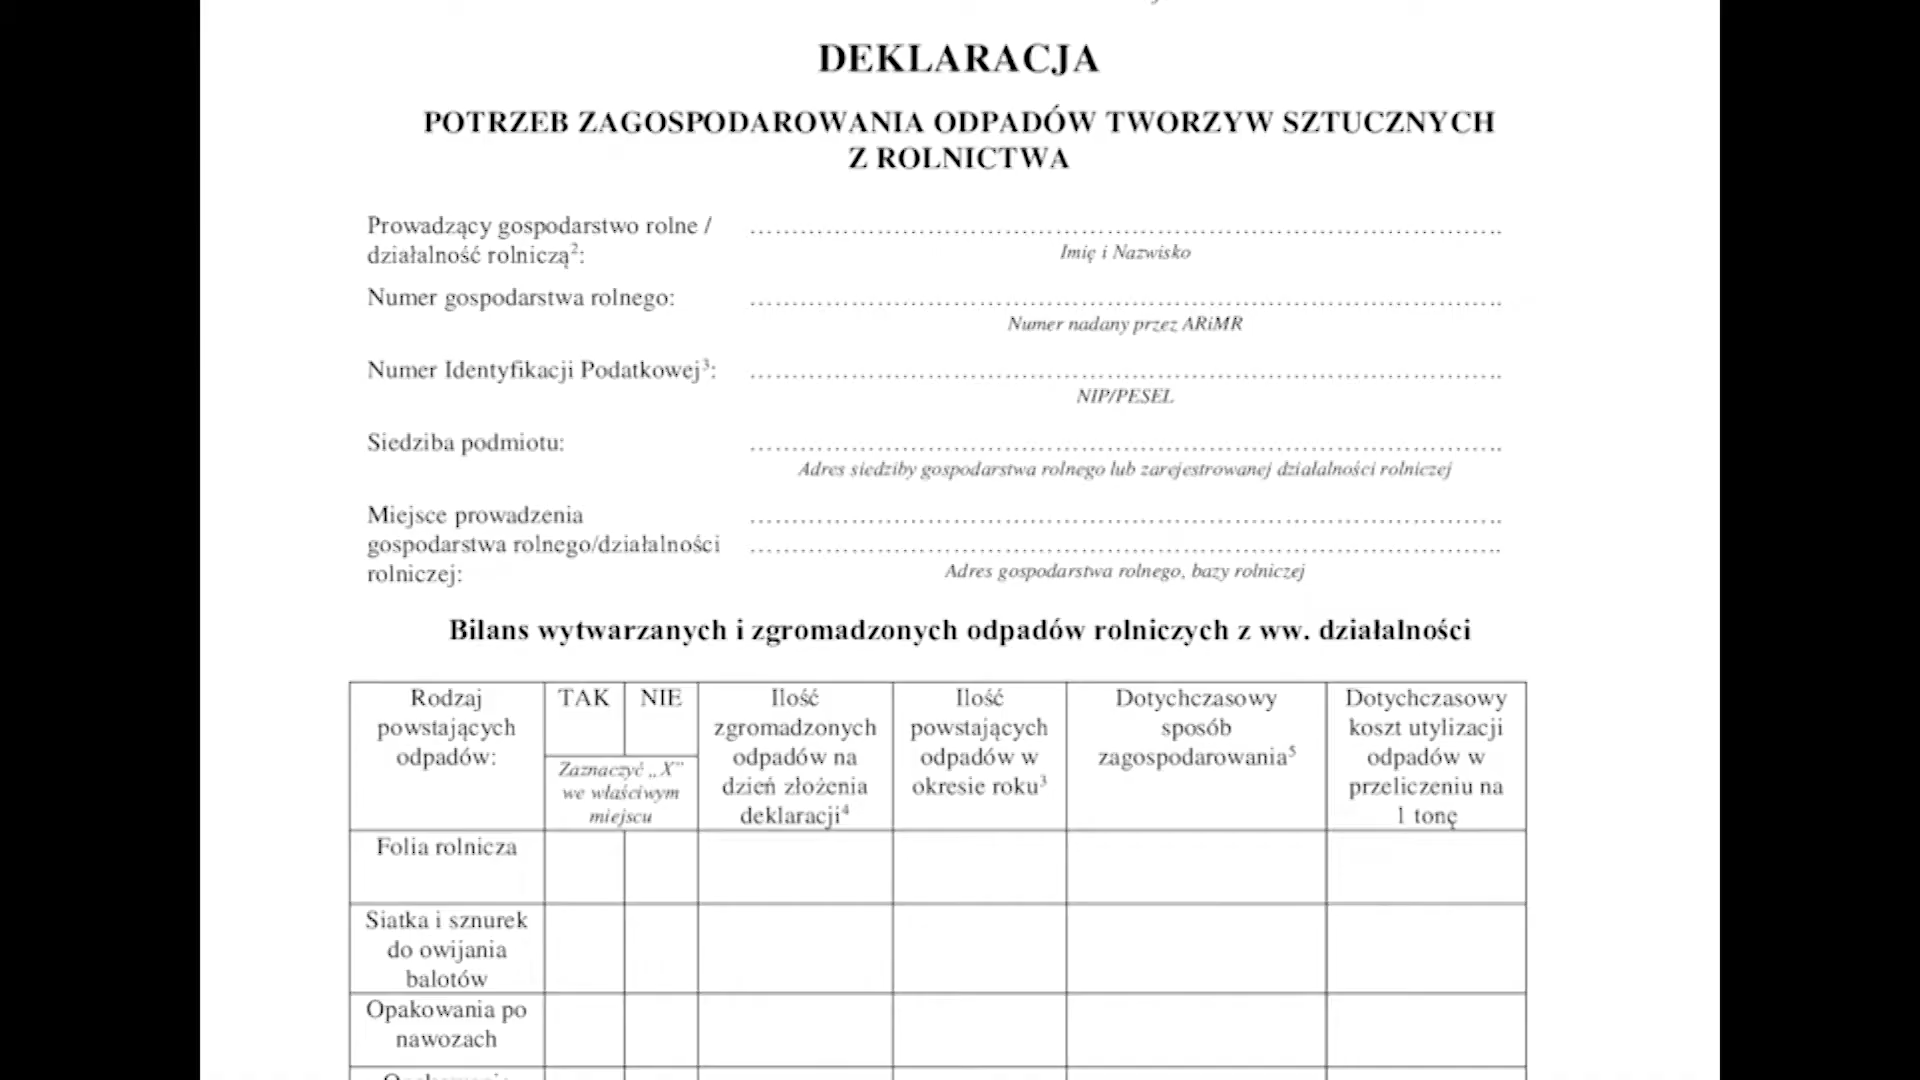 DEKLARACJA
POTRZEB ZAGOSPODAROWANIA ODPADÓW TWORZYW SZTUCZNYCH
Z ROLNICTWA
Prowadzący gospodarstwo rolne /
działalność rolniczą²:
……………………………………………………………………………..
Imię i Nazwisko
Numer gospodarstwa rolnego:
……………………………………………………………………………..
Numer nadany przez ARiMR
Numer Identyfikacji Podatkowej³:
……………………………………………………………………………..
NIP/PESEL
Siedziba podmiotu:
……………………………………………………………………………..
Adres siedziby gospodarstwa rolnego lub zarejestrowanej działalności rolniczej
Miejsce prowadzenia
gospodarstwa rolnego/działalności
rolniczej:
……………………………………………………………………………..
……………………………………………………………………………..
Adres gospodarstwa rolnego, bazy rolniczej
Bilans wytwarzanych i zgromadzonych odpadów rolniczych z ww. działalności
Rodzaj
powstających
odpadów:
TAK
NIE
Zaznaczyć „X”
we właściwym
miejscu
Ilość
zgromadzonych
odpadów na
dzień złożenia
deklaracji⁴
Ilość
powstających
odpadów w
okresie roku³
Dotychczasowy
sposób
zagospodarowania⁵
Dotychczasowy
koszt utylizacji
odpadów w
przeliczeniu na
1 tonę
Folia rolnicza
Siatka i sznurek
do owijania
balotów
Opakowania po
nawozach